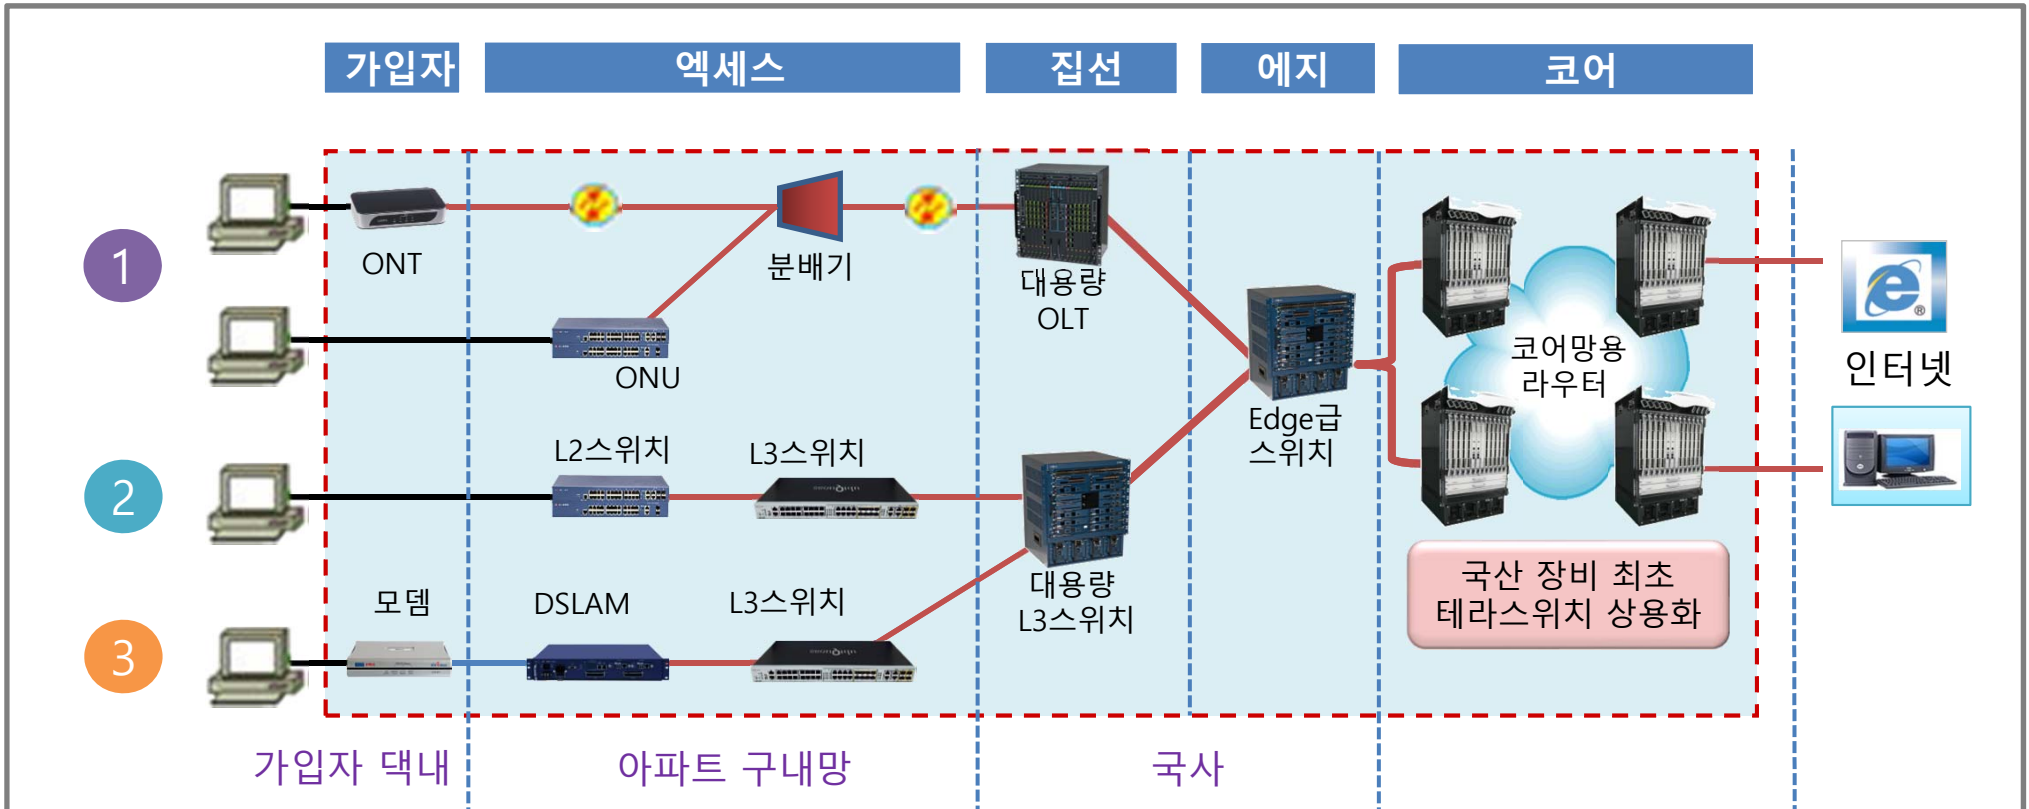 가입자
엑세스
집선
에지
코어
1
ONT
분배기
대용량
OLT
ONU
코어망용
라우터
인터넷
Edge급
스위치
2
L2스위치
L3스위치
대용량
L3스위치
3
모뎀
DSLAM
L3스위치
국산 장비 최초
테라스위치 상용화
가입자 댁내
아파트 구내망
국사